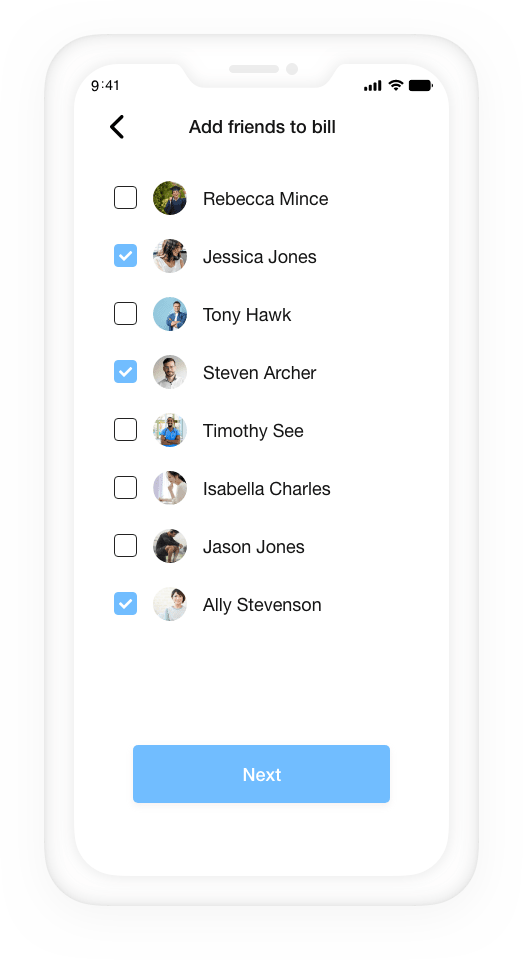 9:41
Add friends to bill
Rebecca Mince
Jessica Jones
Tony Hawk
Steven Archer
Timothy See
Isabella Charles
Jason Jones
Ally Stevenson
Next